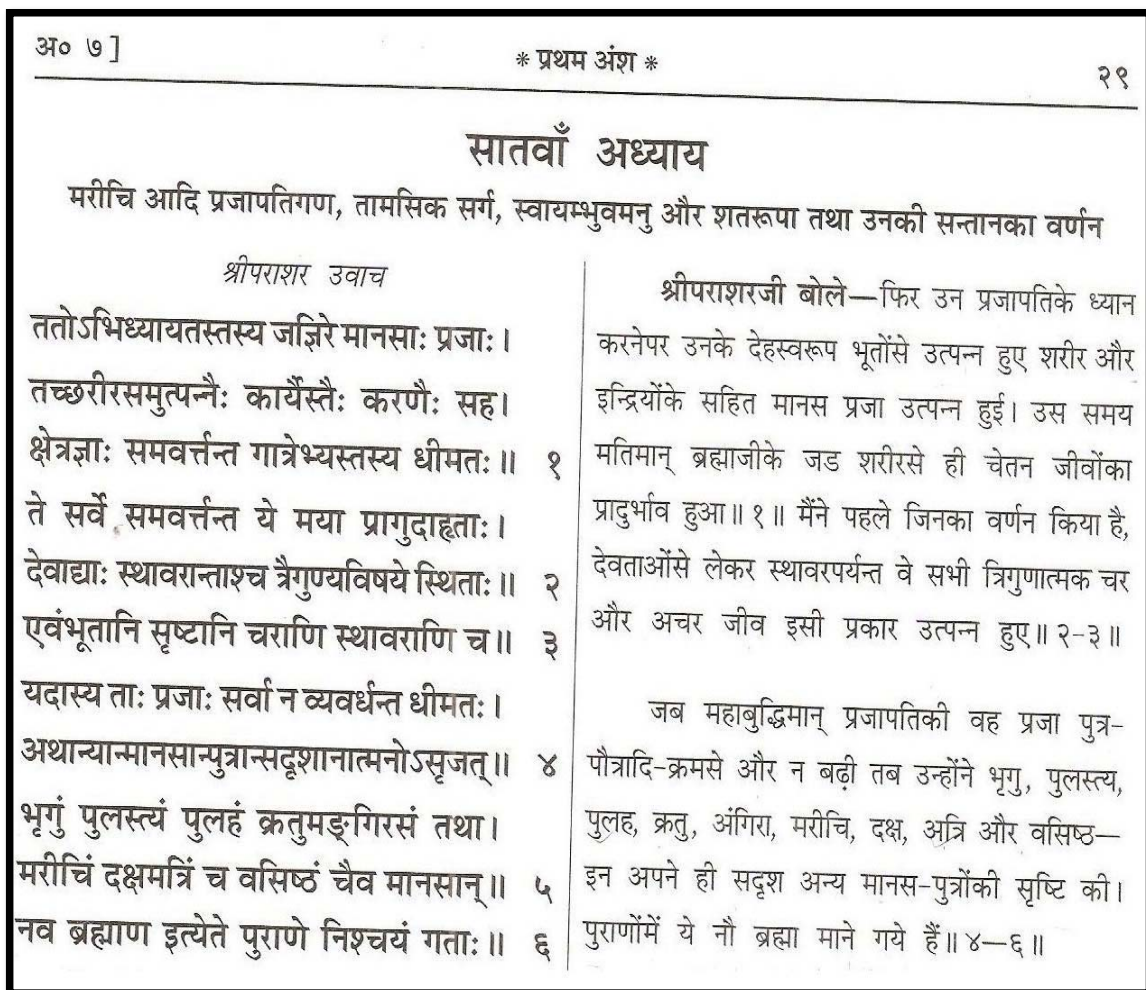 अ० ७ ]
* प्रथम अंश *
२९
सातवाँ अध्याय
मरीचि आदि प्रजापतिगण, तामसिक सर्ग, स्वायम्भुवमनु और शतरूपा तथा उनकी सन्तानका वर्णन
श्रीपराशर उवाच
ततोऽभिध्यायतस्तस्य जज्ञिरे मानसाः प्रजाः।
तच्छरीरसमुत्पन्नैः कार्यैस्तैः करणैः सह।
क्षेत्रज्ञाः समवर्त्तन्त गात्रेभ्यस्तस्य धीमतः॥ १
ते सर्वे समवर्त्तन्त ये मया प्रागुदाहृताः।
देवाद्याः स्थावरान्ताश्च त्रैगुण्यविषये स्थिताः॥ २
एवंभूतानि सृष्टानि चराणि स्थावराणि च॥ ३
यदास्य ताः प्रजाः सर्वा न व्यवर्धन्त धीमतः।
अथान्यान्मानसान्पुत्रान्सदृशानात्मनोऽसृजत्॥ ४
भृगुं पुलस्त्यं पुलहं क्रतुमङ्गिरसं तथा।
मरीचिं दक्षमत्रिं च वसिष्ठं चैव मानसान्॥ ५
नव ब्रह्माण इत्येते पुराणे निश्चयं गताः॥ ६
श्रीपराशरजी बोले—फिर उन प्रजापतिके ध्यान
करनेपर उनके देहस्वरूप भूतोंसे उत्पन्न हुए शरीर और
इन्द्रियोंके सहित मानस प्रजा उत्पन्न हुई। उस समय
मतिमान् ब्रह्माजीके जड शरीरसे ही चेतन जीवोंका
प्रादुर्भाव हुआ॥ १॥ मैंने पहले जिनका वर्णन किया है,
देवताओंसे लेकर स्थावरपर्यन्त वे सभी त्रिगुणात्मक चर
और अचर जीव इसी प्रकार उत्पन्न हुए॥ २-३॥
जब महाबुद्धिमान् प्रजापतिकी वह प्रजा पुत्र-
पौत्रादि-क्रमसे और न बढ़ी तब उन्होंने भृगु, पुलस्त्य,
पुलह, क्रतु, अंगिरा, मरीचि, दक्ष, अत्रि और वसिष्ठ—
इन अपने ही सदृश अन्य मानस-पुत्रोंकी सृष्टि की।
पुराणोंमें ये नौ ब्रह्मा माने गये हैं॥ ४—६॥